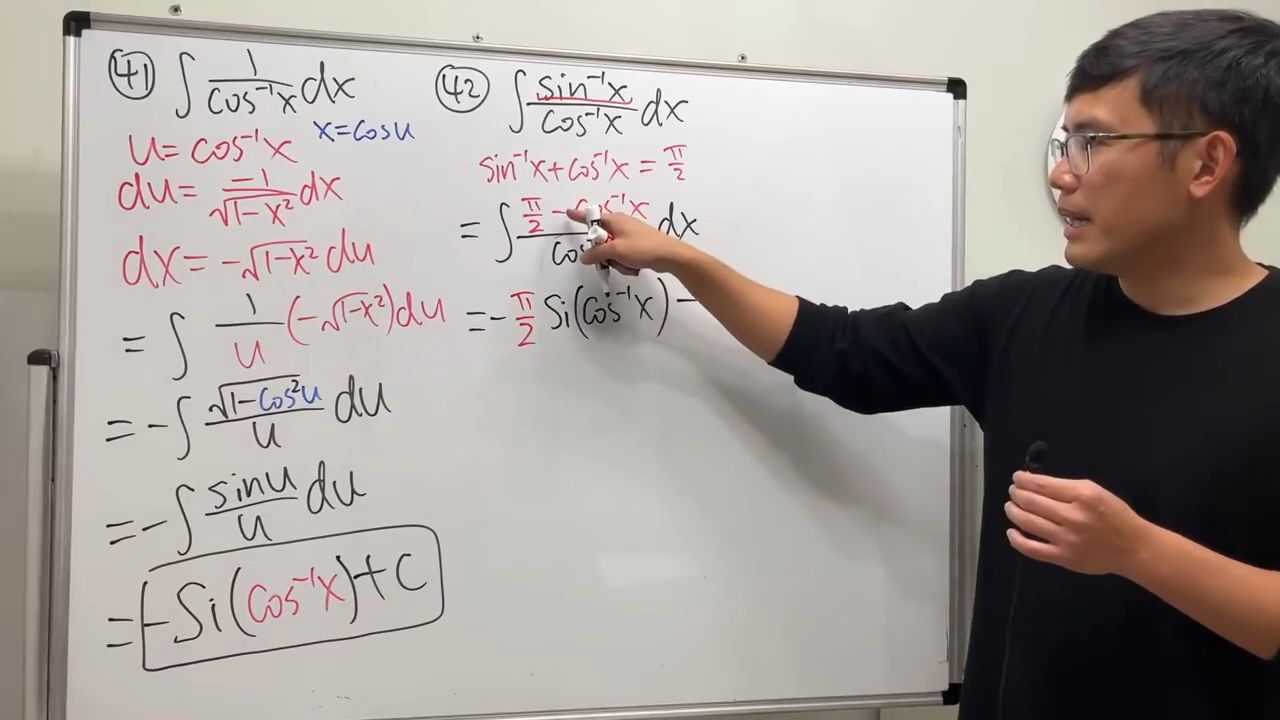 41 ∫ 1/(cos⁻¹x) dx
u = cos⁻¹x x = cos u
du = -1/√(1-x²) dx
dx = -√(1-x²) du
= ∫ 1/u (-√(1-x²)) du
= -∫ √(1-cos²u)/u du
= -∫ sin u/u du
= -Si(cos⁻¹x) + C
42 ∫ sin⁻¹x/cos⁻¹x dx
sin⁻¹x + cos⁻¹x = π/2
= ∫ (π/2 - cos⁻¹x)/cos dx
= -π/2 Si(cos⁻¹x) -